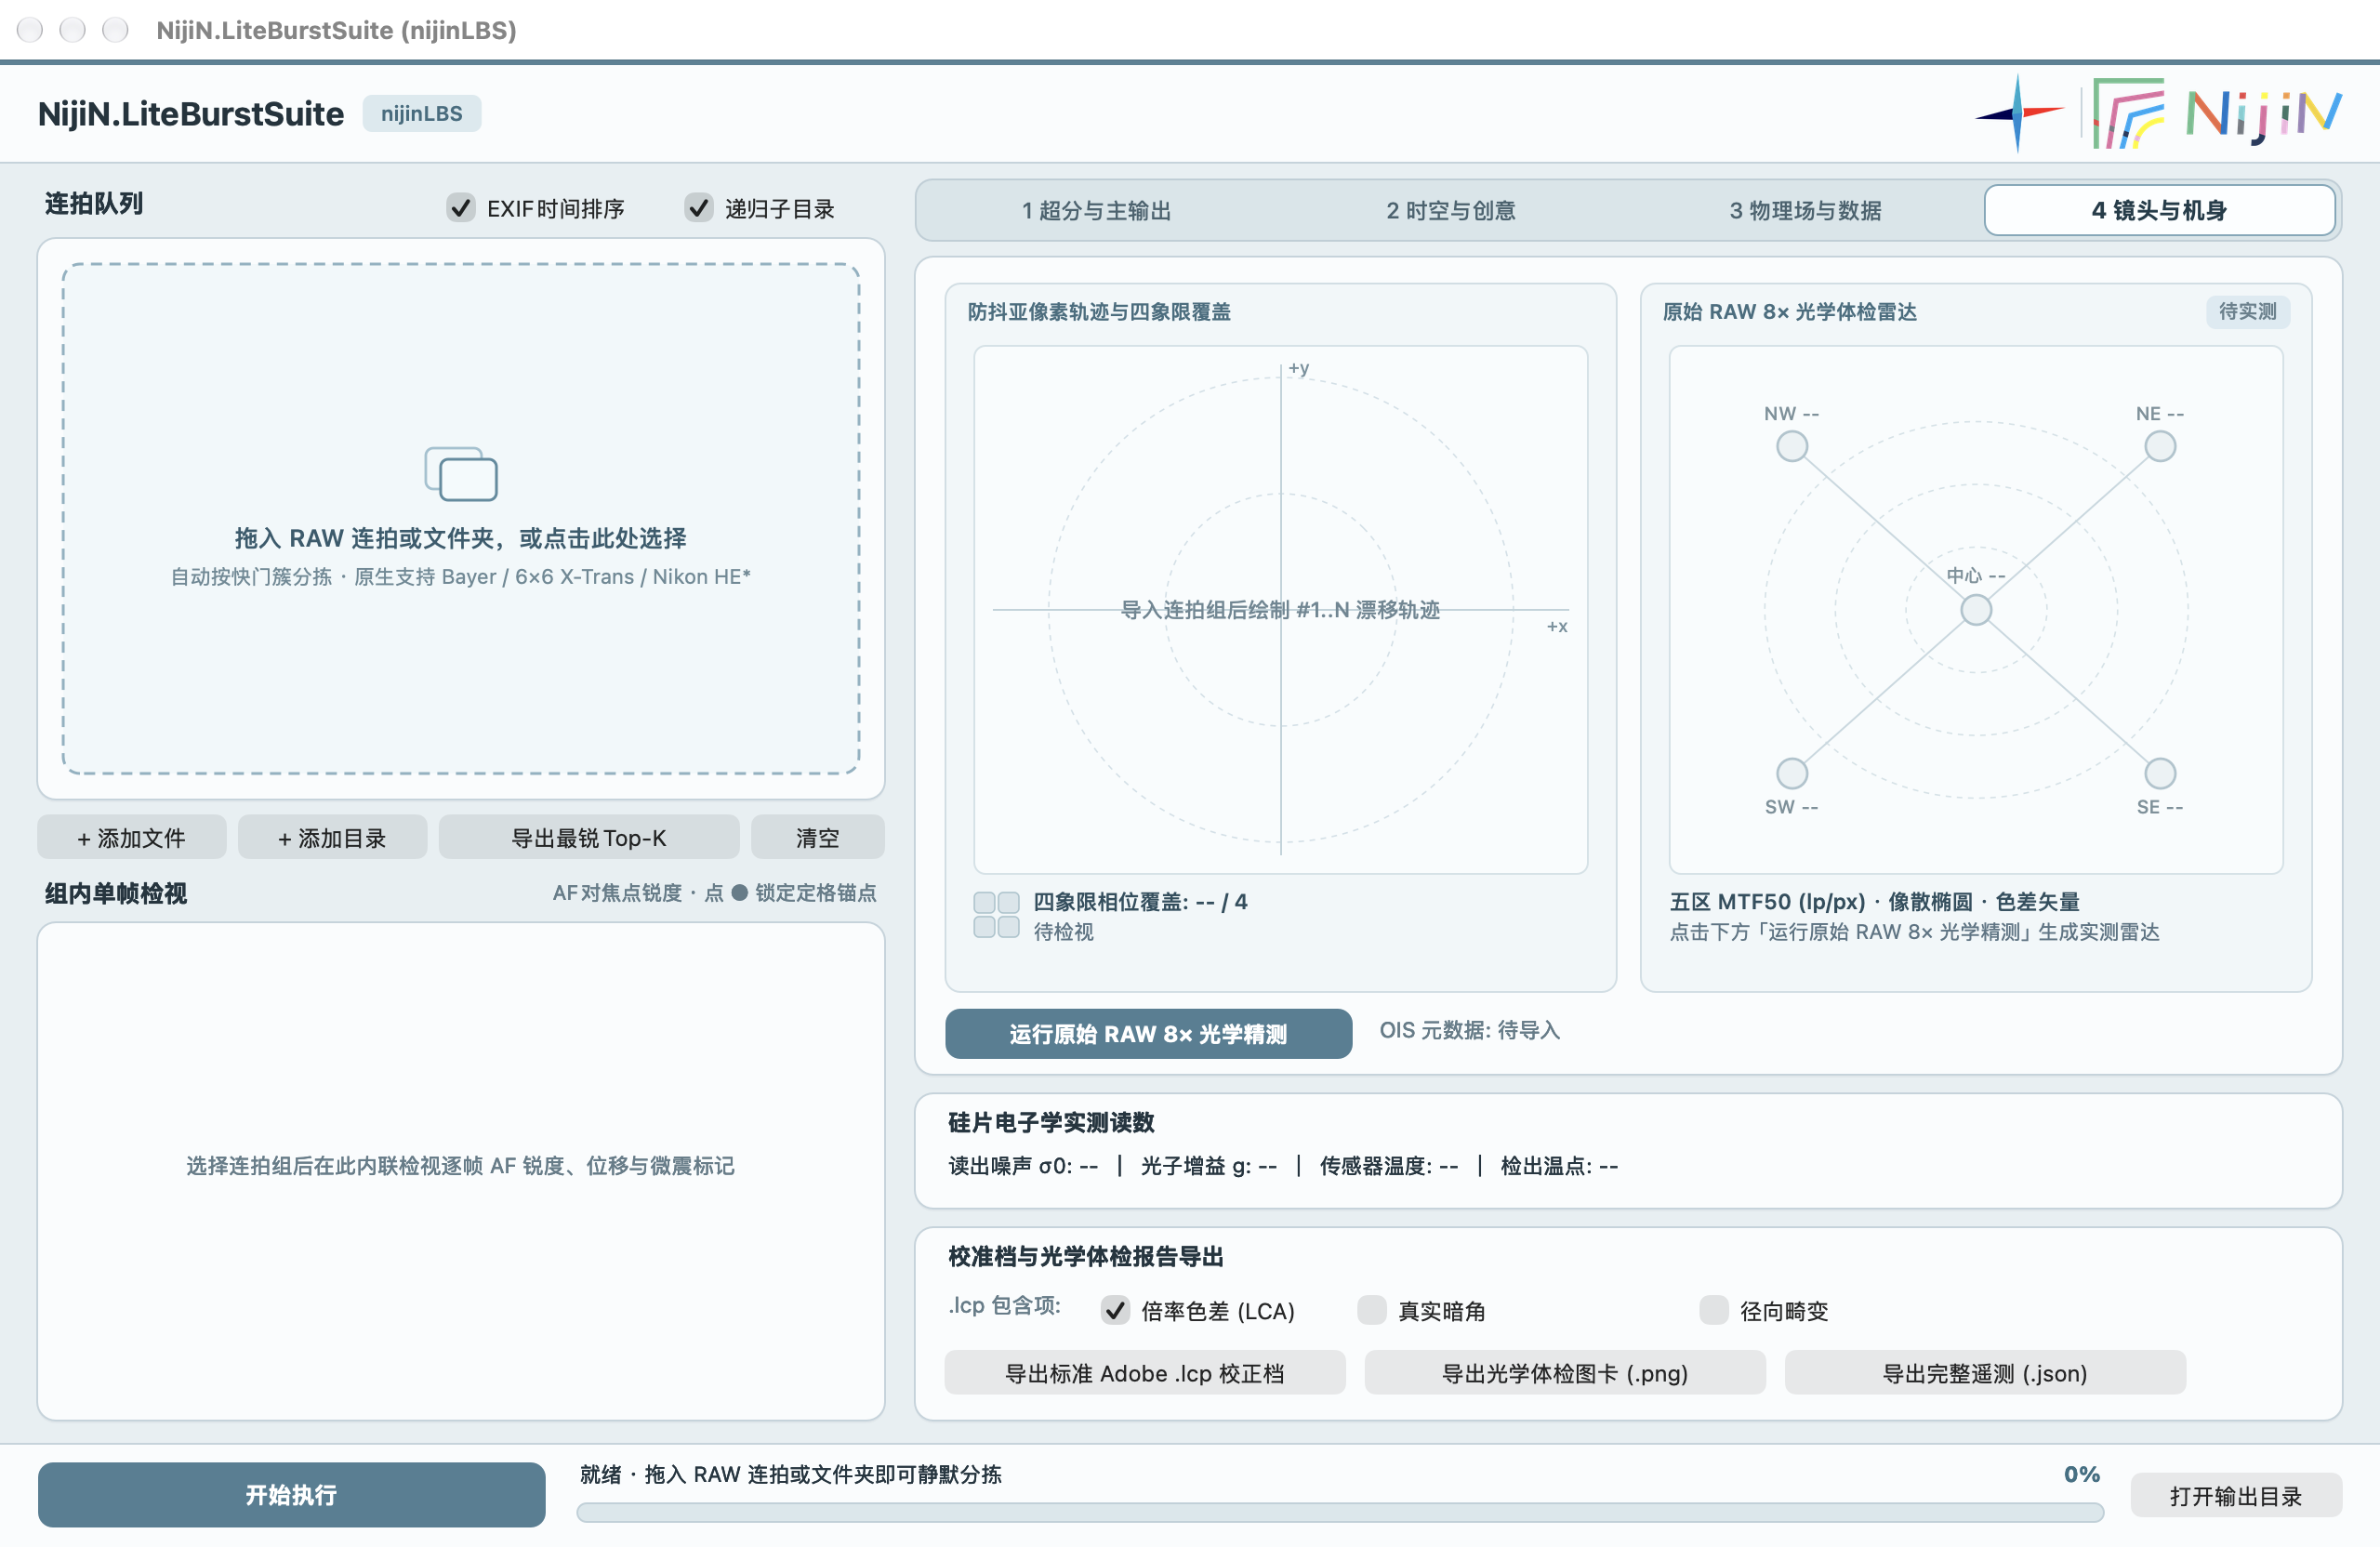 NijiN.LiteBurstSuite (nijinLBS)
NijiN.LiteBurstSuite nijinLBS
NijiN
连拍队列 EXIF时间排序 递归子目录
拖入 RAW 连拍或文件夹，或点击此处选择
自动按快门簇分拣 · 原生支持 Bayer / 6×6 X-Trans / Nikon HE*
+ 添加文件 + 添加目录 导出最锐Top-K 清空
组内单帧检视 AF对焦点锐度 · 点 ● 锁定定格锚点
选择连拍组后在此内联检视逐帧 AF 锐度、位移与微震标记
1 超分与主输出 2 时空与创意 3 物理场与数据 4 镜头与机身
防抖亚像素轨迹与四象限覆盖
+y
导入连拍组后绘制 #1..N 漂移轨迹
+x
四象限相位覆盖: -- / 4
待检视
原始 RAW 8× 光学体检雷达 待实测
NW -- NE --
中心 --
SW -- SE --
五区 MTF50 (lp/px) · 像散椭圆 · 色差矢量
点击下方「运行原始 RAW 8× 光学精测」生成实测雷达
运行原始 RAW 8× 光学精测 OIS 元数据: 待导入
硅片电子学实测读数
读出噪声 σ0: -- | 光子增益 g: -- | 传感器温度: -- | 检出温点: --
校准档与光学体检报告导出
.lcp 包含项: 倍率色差 (LCA) 真实暗角 径向畸变
导出标准 Adobe .lcp 校正档 导出光学体检图卡 (.png) 导出完整遥测 (.json)
开始执行
就绪 · 拖入 RAW 连拍或文件夹即可静默分拣 0%
打开输出目录